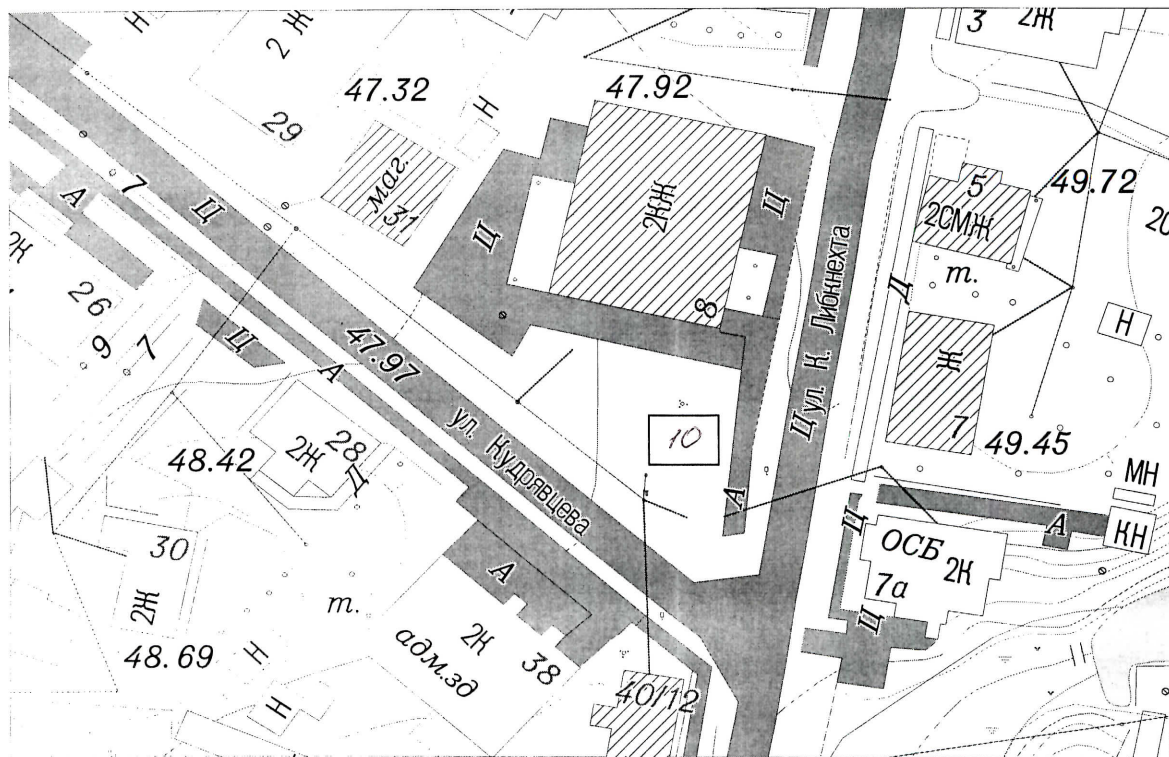 Н
2 Ж
29
47.32
Н
47.92
3
2Ж
маг.
31
2КЖ
8
Ц
Ц
49.72
5
2СМЖ
т.
Д
А
7
Ц
2К
26
9
7
Ц
А
47.97
ул. Кудрявцева
ул. К. Либкнехта
Ц
Н
Ж
7
49.45
10
А
28
2Ж
Д
48.42
30
2Ж
48.69
т.
Н
Н
А
2К
адм.зд
38
40/12
МН
КН
А
Ц
ОСБ
2К
7а
Ц